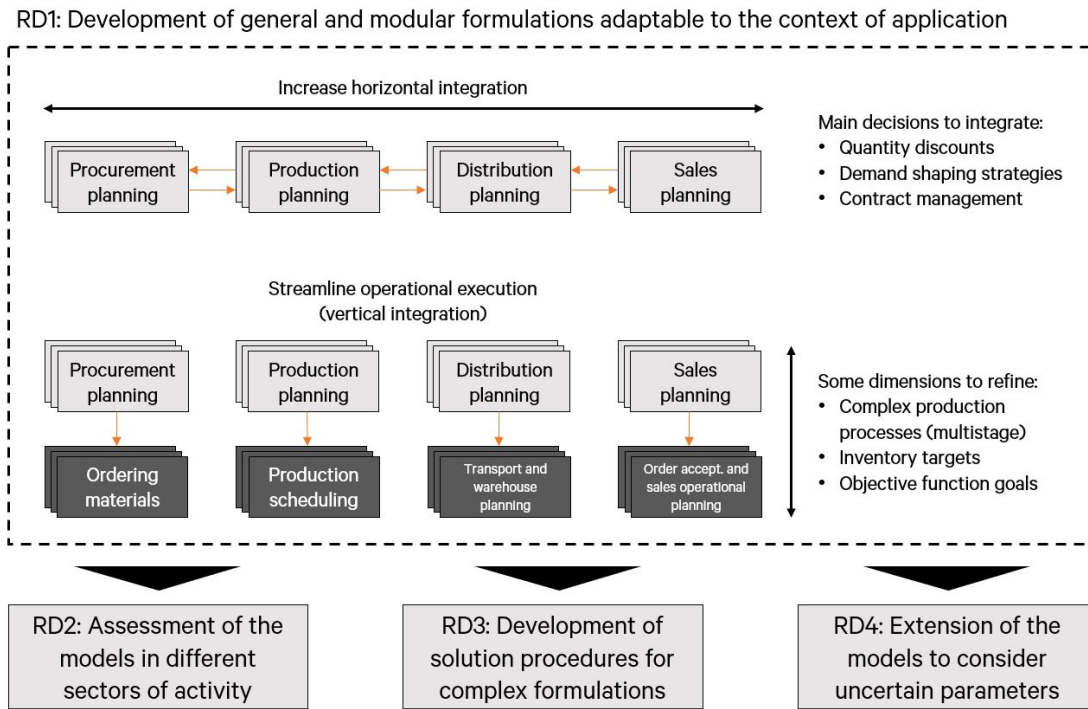 RD1: Development of general and modular formulations adaptable to the context of application
Increase horizontal integration
Procurement
planning
Production
planning
Distribution
planning
Sales
planning
Main decisions to integrate:
• Quantity discounts
• Demand shaping strategies
• Contract management
Streamline operational execution
(vertical integration)
Procurement
planning
Production
planning
Distribution
planning
Sales
planning
Ordering
materials
Production
scheduling
Transport and
warehouse
planning
Order accept. and
sales operational
planning
Some dimensions to refine:
• Complex production
processes (multistage)
• Inventory targets
• Objective function goals
RD2: Assessment of the
models in different
sectors of activity
RD3: Development of
solution procedures for
complex formulations
RD4: Extension of the
models to consider
uncertain parameters